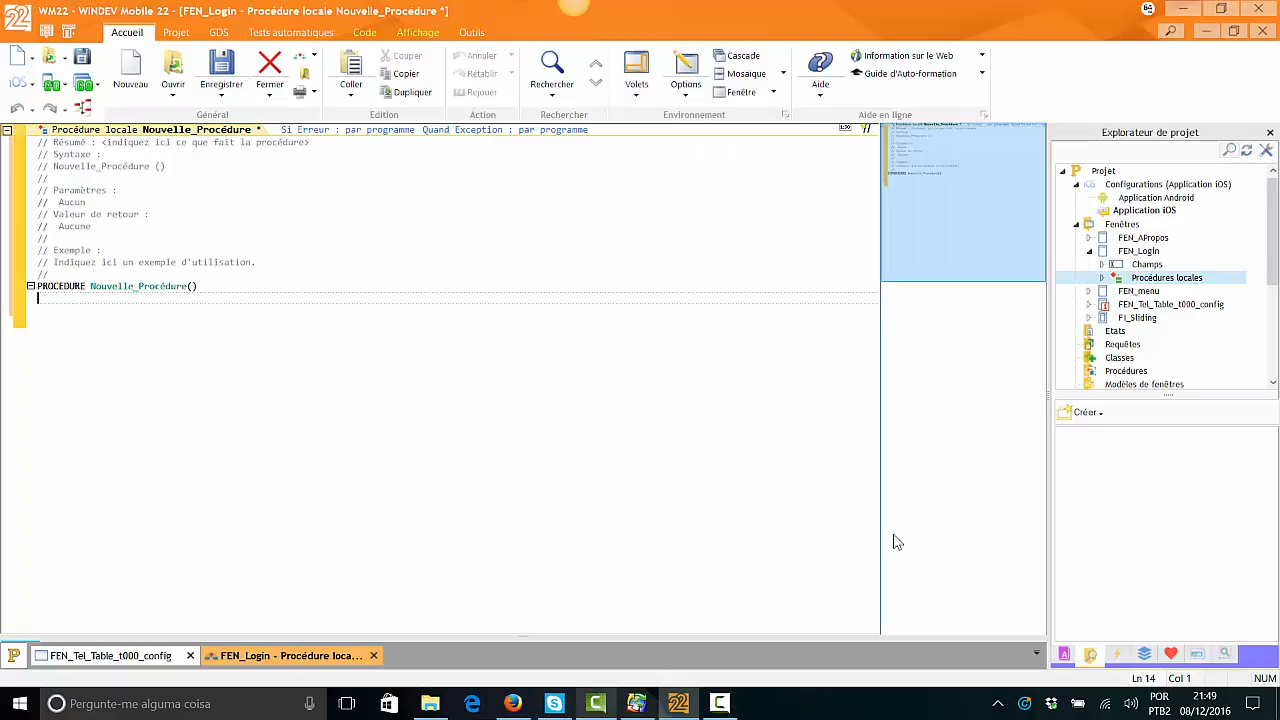 WM22 - WINDEV Mobile 22 - [FEN_Login - Procédure locale Nouvelle_Procédure *]
64
Accueil Projet GDS Tests automatiques Code Affichage Outils
Nouveau Ouvrir Enregistrer Fermer
Général
Coller
Couper
Copier
Dupliquer
Edition
Annuler
Rétablir
Rejouer
Action
Rechercher
Rechercher
Volets
Options
Cascade
Mosaïque
Fenêtre
Environnement
Aide
Information sur le Web
Guide d'Auto-formation
Aide en ligne
Procédure locale Nouvelle_Procédure * Si Erreur : par programme Quand Exception : par programme
// Résumé : <indiquez ici ce que fait la procédure>
// Syntaxe :
// Nouvelle_Procédure ()
//
// Paramètres :
// Aucun
// Valeur de retour :
// Aucune
//
// Exemple :
// Indiquez ici un exemple d'utilisation.
//
PROCEDURE Nouvelle_Procédure()
Explorateur de projet
Projet
iOS Configurations (Application iOS)
Application Android
Application iOS
Fenêtres
FEN_APropos
FEN_Login
Champs
Procédures locales
FEN_menu
FEN_Tel_Table_t000_config
FI_Sliding
Etats
Requêtes
Classes
Procédures
Modèles de fenêtres
Créer
FEN_Tel_Table_t000_config
FEN_Login - Procédure loca...
Ln 14 Col 1 NUM
Pergunte-me alguma coisa
22
POR
PTB2
21:49
08/12/2016